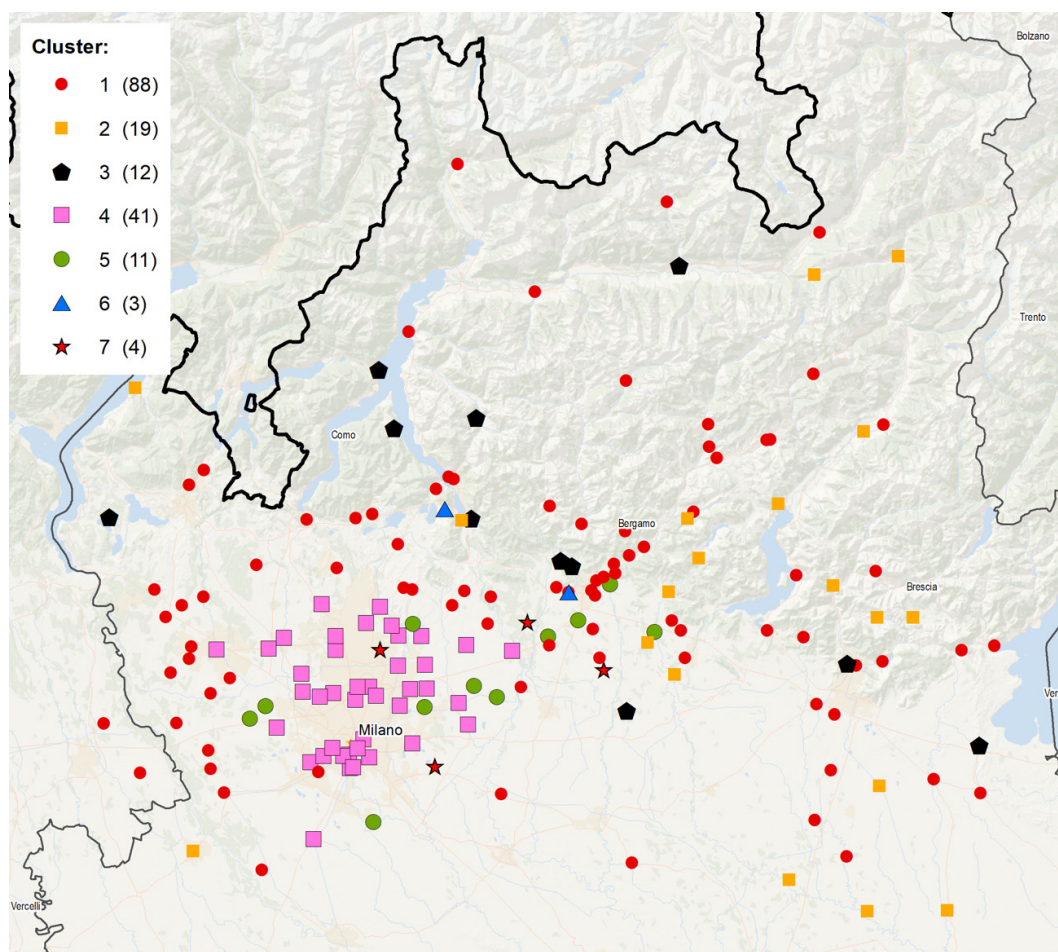 Bolzano
Cluster:
1 (88)
2 (19)
3 (12)
4 (41)
5 (11)
6 (3)
7 (4)
Trento
Como
Bergamo
Brescia
Ver
Milano
Vercelli